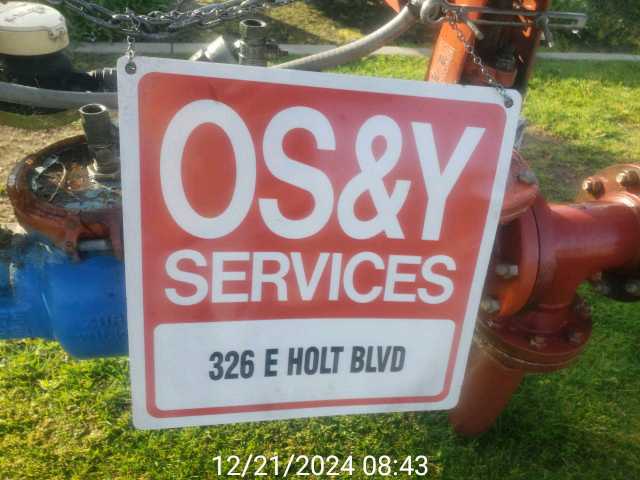 OS&Y
SERVICES
326 E HOLT BLVD
12/21/2024 08:43